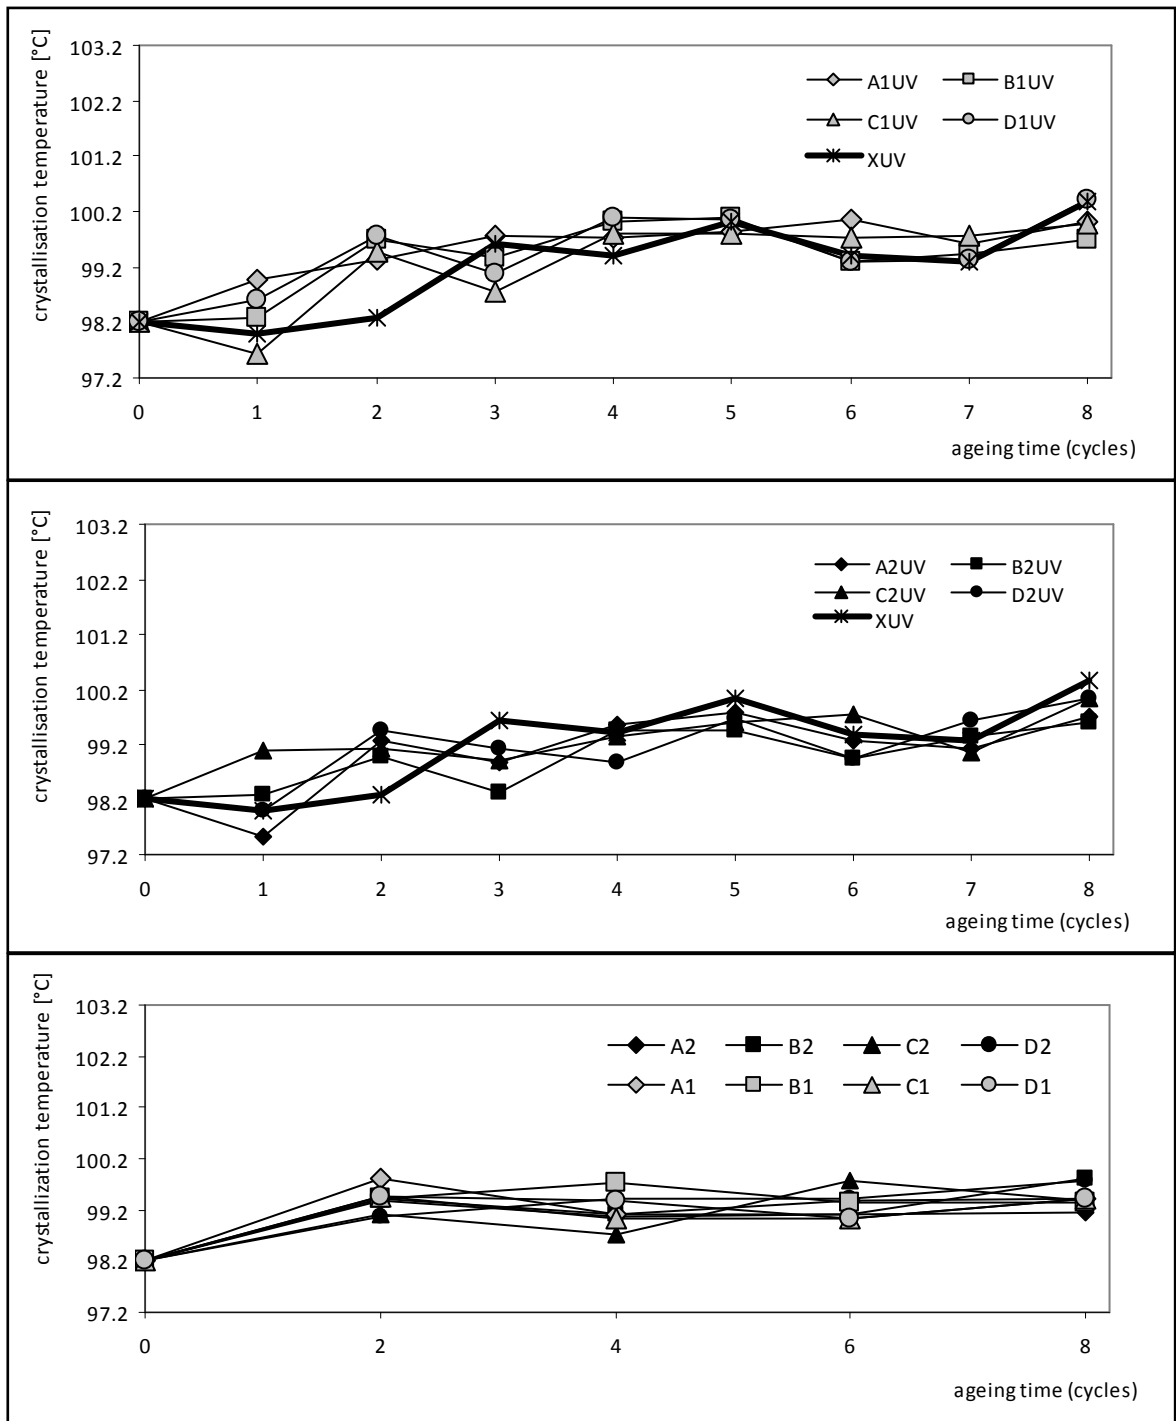 crystallisation temperature [°C]
103.2
102.2
101.2
100.2
99.2
98.2
97.2
A1UV B1UV
C1UV D1UV
XUV
0 1 2 3 4 5 6 7 8
ageing time (cycles)
crystallisation temperature [°C]
103.2
102.2
101.2
100.2
99.2
98.2
97.2
A2UV B2UV
C2UV D2UV
XUV
0 1 2 3 4 5 6 7 8
ageing time (cycles)
crystallization temperature [°C]
103.2
102.2
101.2
100.2
99.2
98.2
97.2
A2 B2 C2 D2
A1 B1 C1 D1
0 2 4 6 8
ageing time (cycles)